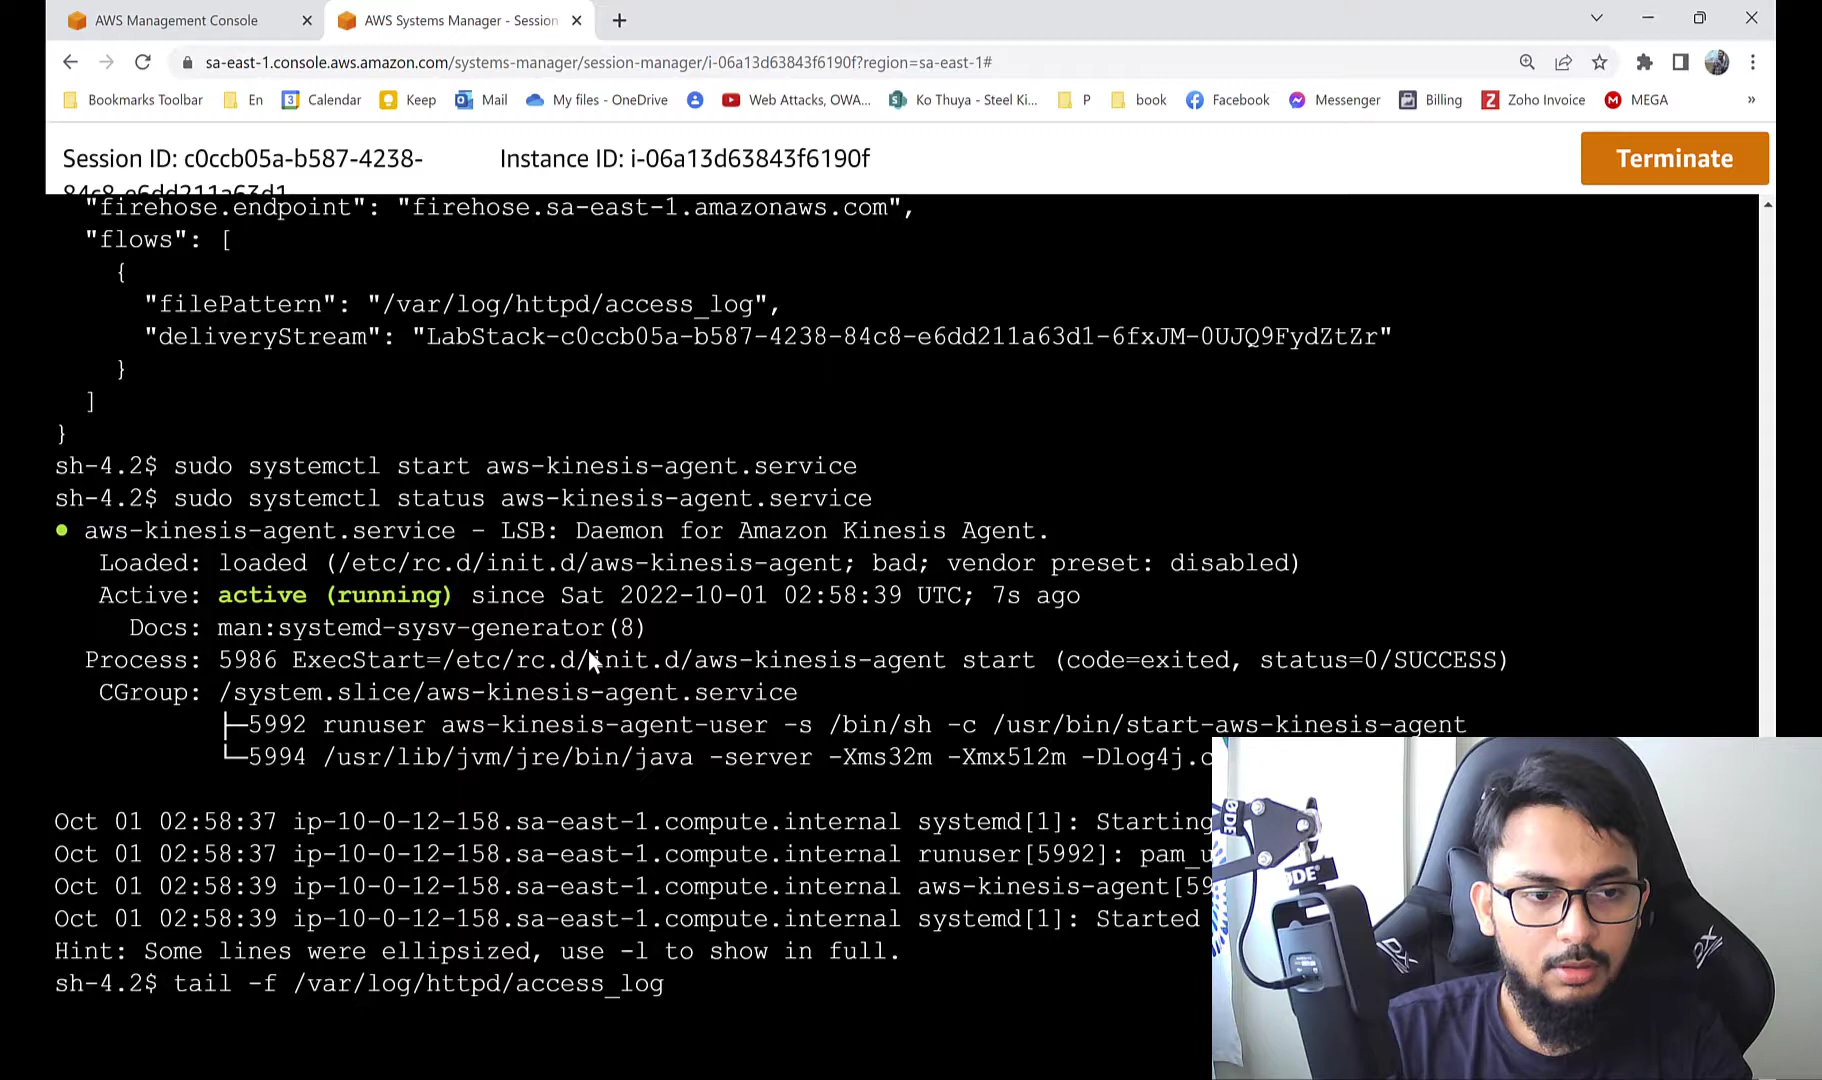 AWS Management Console
AWS Systems Manager - Session
sa-east-1.console.aws.amazon.com/systems-manager/session-manager/i-06a13d63843f6190f?region=sa-east-1#
Bookmarks Toolbar En Calendar Keep Mail My files - OneDrive Web Attacks, OWA... Ko Thuya - Steel Ki... P book Facebook Messenger Billing Zoho Invoice MEGA »
Session ID: c0ccb05a-b587-4238-
84c8-e6dd211a63d1
Instance ID: i-06a13d63843f6190f
Terminate
"firehose.endpoint": "firehose.sa-east-1.amazonaws.com",
"flows": [
{
"filePattern": "/var/log/httpd/access_log",
"deliveryStream": "LabStack-c0ccb05a-b587-4238-84c8-e6dd211a63d1-6fxJM-0UJQ9FydZtZr"
}
]
}
sh-4.2$ sudo systemctl start aws-kinesis-agent.service
sh-4.2$ sudo systemctl status aws-kinesis-agent.service
● aws-kinesis-agent.service - LSB: Daemon for Amazon Kinesis Agent.
Loaded: loaded (/etc/rc.d/init.d/aws-kinesis-agent; bad; vendor preset: disabled)
Active: active (running) since Sat 2022-10-01 02:58:39 UTC; 7s ago
Docs: man:systemd-sysv-generator(8)
Process: 5986 ExecStart=/etc/rc.d/init.d/aws-kinesis-agent start (code=exited, status=0/SUCCESS)
CGroup: /system.slice/aws-kinesis-agent.service
├─5992 runuser aws-kinesis-agent-user -s /bin/sh -c /usr/bin/start-aws-kinesis-agent
└─5994 /usr/lib/jvm/jre/bin/java -server -Xms32m -Xmx512m -Dlog4j.c
Oct 01 02:58:37 ip-10-0-12-158.sa-east-1.compute.internal systemd[1]: Starting
Oct 01 02:58:37 ip-10-0-12-158.sa-east-1.compute.internal runuser[5992]: pam_u
Oct 01 02:58:39 ip-10-0-12-158.sa-east-1.compute.internal aws-kinesis-agent[59
Oct 01 02:58:39 ip-10-0-12-158.sa-east-1.compute.internal systemd[1]: Started
Hint: Some lines were ellipsized, use -l to show in full.
sh-4.2$ tail -f /var/log/httpd/access_log